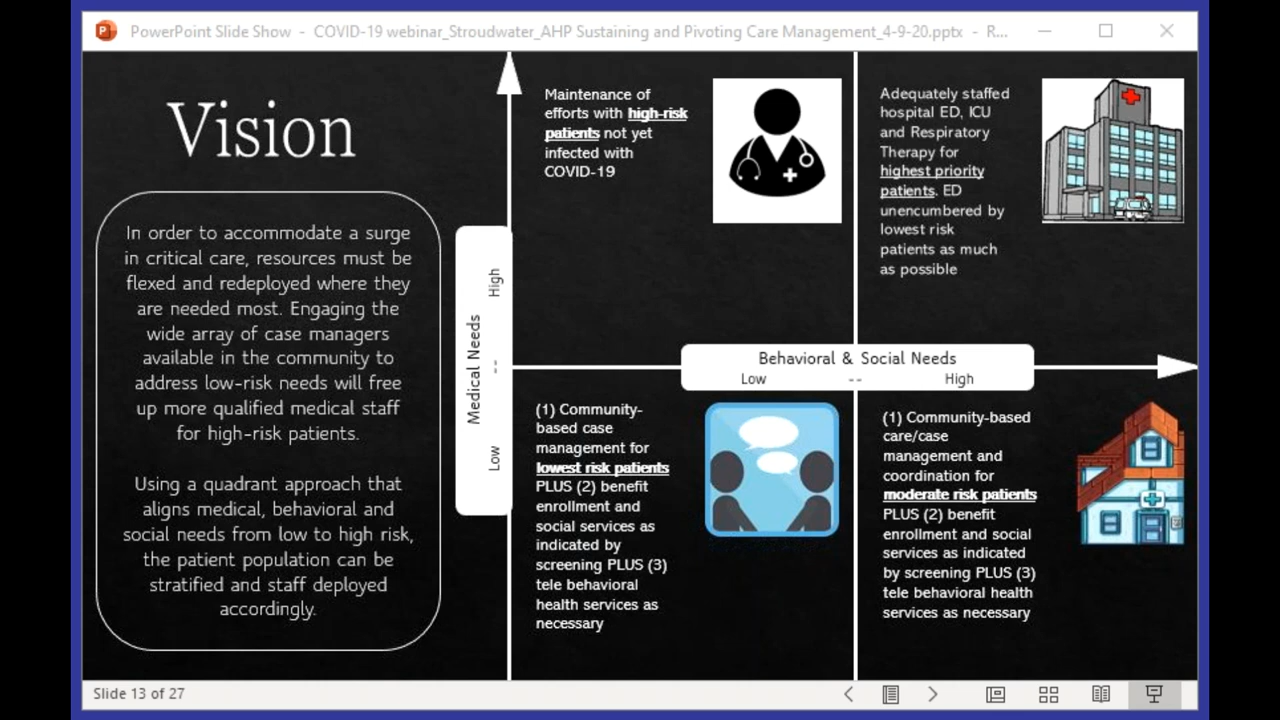 PowerPoint Slide Show - COVID-19 webinar_Stroudwater_AHP Sustaining and Pivoting Care Management_4-9-20.pptx - R...
Vision
In order to accommodate a surge
in critical care, resources must be
flexed and redeployed where they
are needed most. Engaging the
wide array of case managers
available in the community to
address low-risk needs will free
up more qualified medical staff
for high-risk patients.
Using a quadrant approach that
aligns medical, behavioral and
social needs from low to high risk,
the patient population can be
stratified and staff deployed
accordingly.
Medical Needs
Low -- High
Maintenance of
efforts with high-risk
patients not yet
infected with
COVID-19
Adequately staffed
hospital ED, ICU
and Respiratory
Therapy for
highest priority
patients. ED
unencumbered by
lowest risk
patients as much
as possible
Behavioral & Social Needs
Low -- High
(1) Community-
based case
management for
lowest risk patients
PLUS (2) benefit
enrollment and
social services as
indicated by
screening PLUS (3)
tele behavioral
health services as
necessary
(1) Community-based
care/case
management and
coordination for
moderate risk patients
PLUS (2) benefit
enrollment and social
services as indicated
by screening PLUS (3)
tele behavioral health
services as necessary
Slide 13 of 27